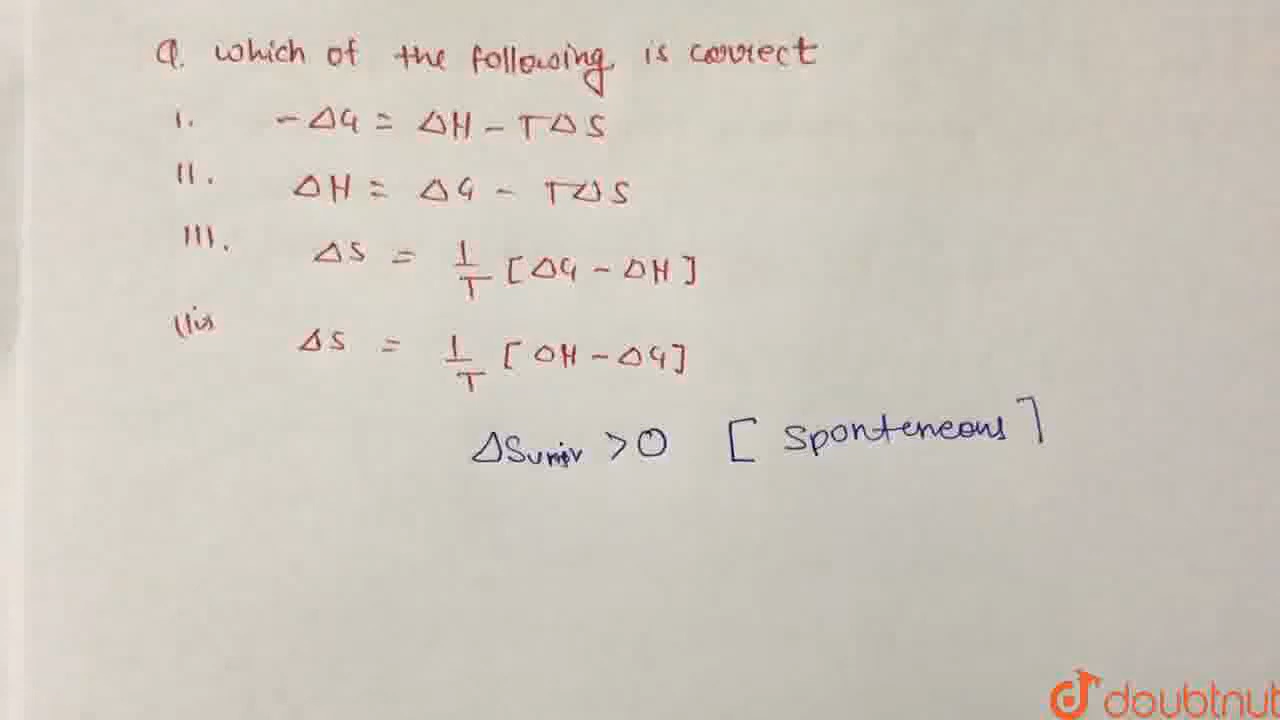 Q. which of the following is correct
I. -ΔG = ΔH - TΔS
II. ΔH = ΔG - TΔS
III. ΔS = 1/T [ΔG - ΔH]
ΔS = 1/T [ΔH - ΔG]
ΔSuniv > 0 [sponteneous]
doubtnut